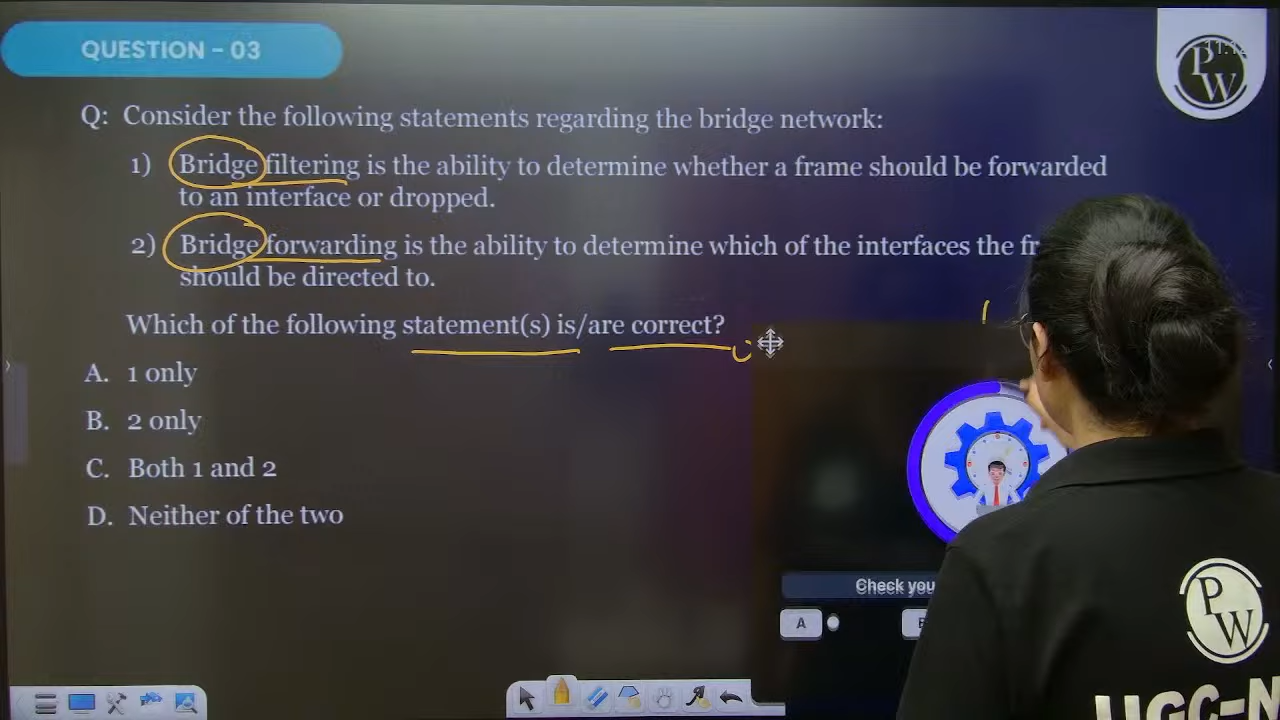 QUESTION - 03
P
W
Q: Consider the following statements regarding the bridge network:
1) Bridge filtering is the ability to determine whether a frame should be forwarded
to an interface or dropped.
2) Bridge forwarding is the ability to determine which of the interfaces the fr
should be directed to.
Which of the following statement(s) is/are correct?
A. 1 only
B. 2 only
C. Both 1 and 2
D. Neither of the two
Check you
A
P
W
UGC-N